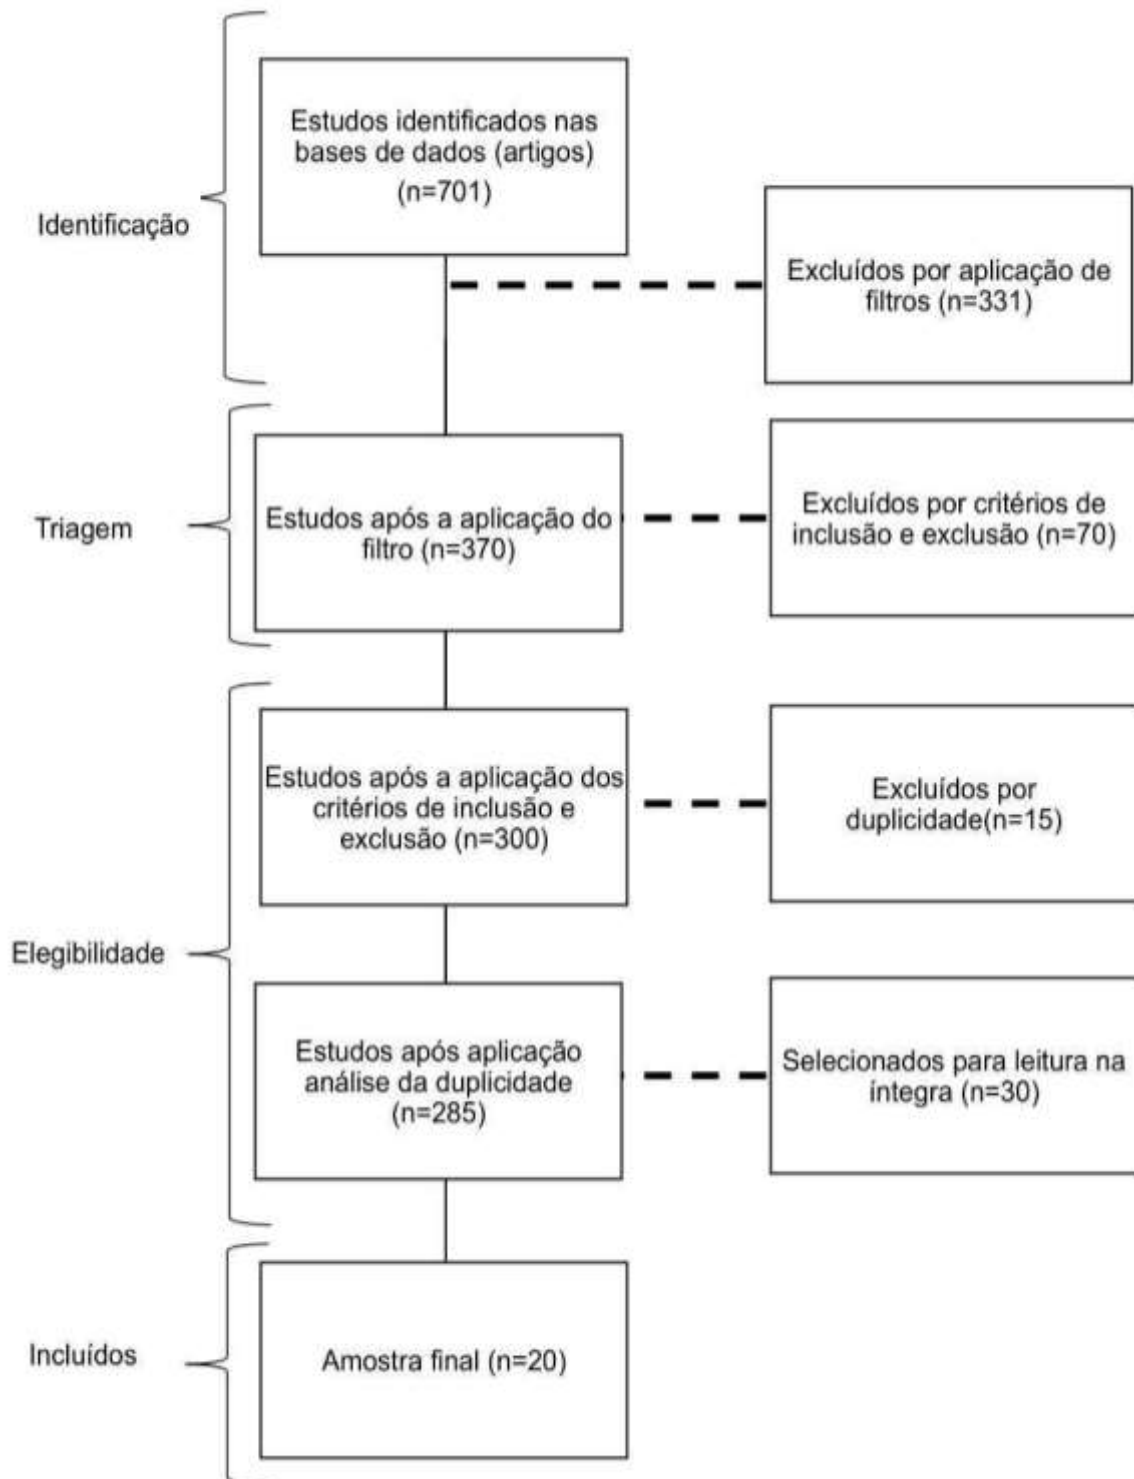 Estudos identificados nas
bases de dados (artigos)
(n=701)
Identificação
Excluídos por aplicação de
filtros (n=331)
Triagem
Estudos após a aplicação do
filtro (n=370)
Excluídos por critérios de
inclusão e exclusão (n=70)
Estudos após a aplicação dos
critérios de inclusão e
exclusão (n=300)
Excluídos por
duplicidade(n=15)
Elegibilidade
Estudos após aplicação
análise da duplicidade
(n=285)
Selecionados para leitura na
íntegra (n=30)
Incluídos
Amostra final (n=20)